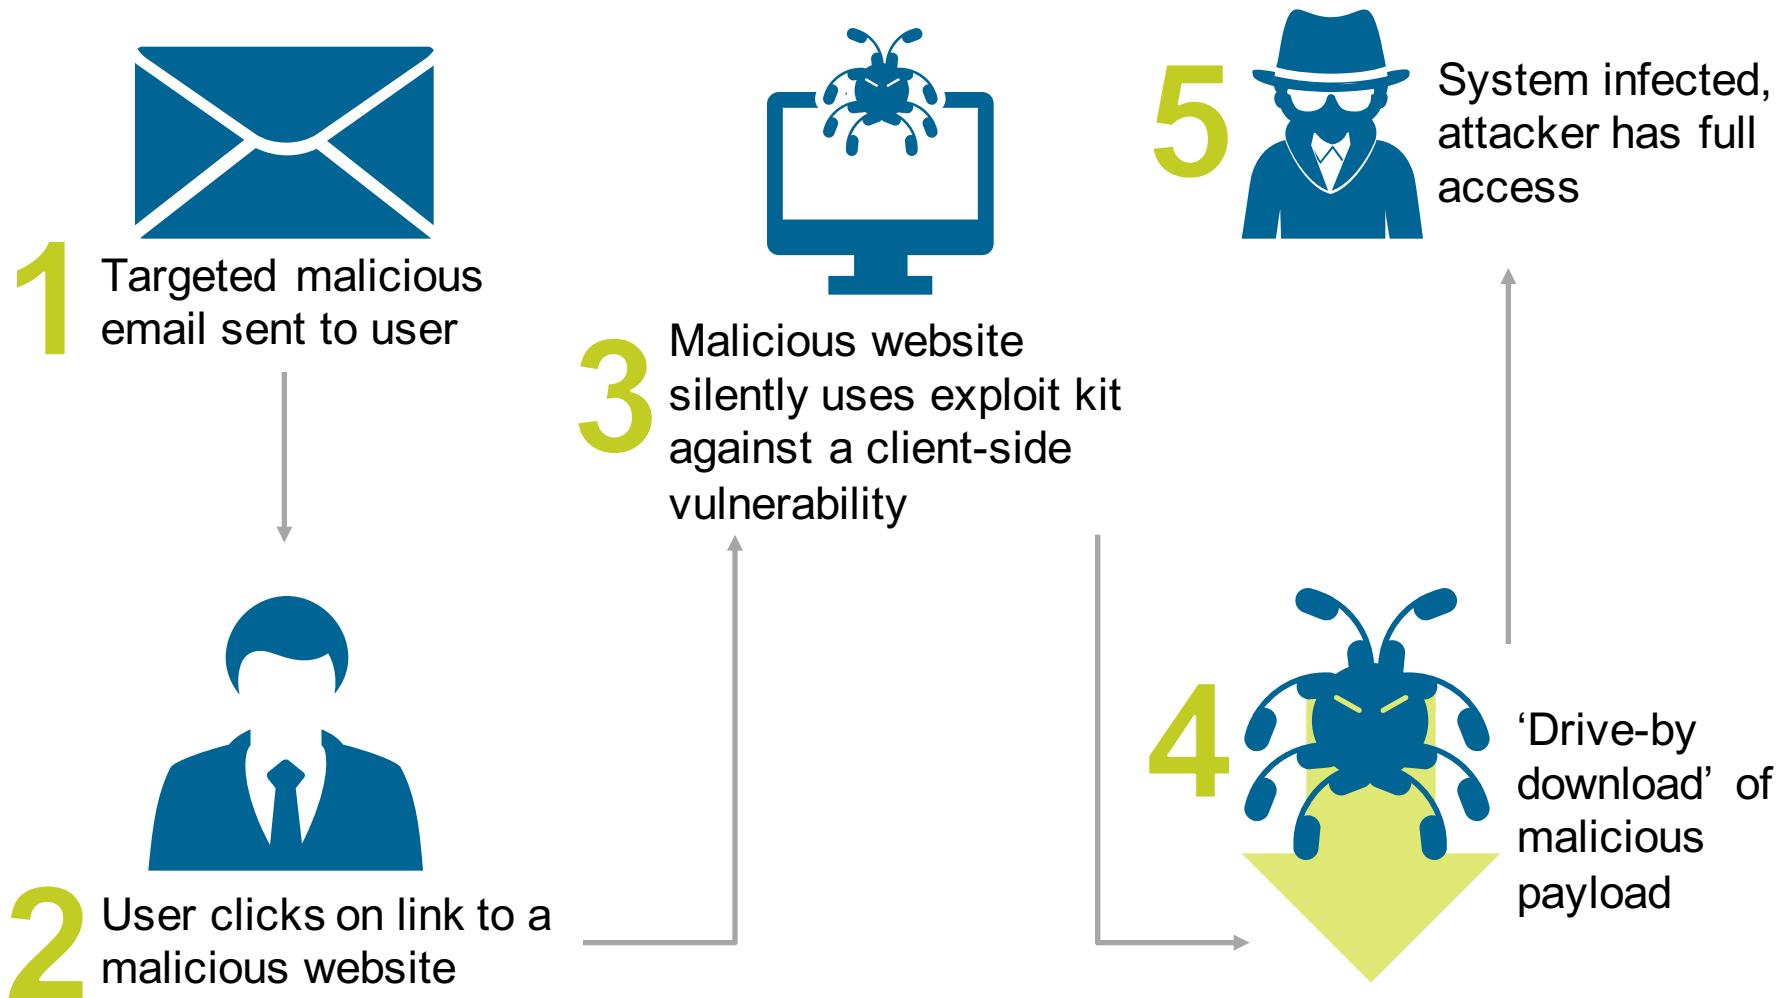 1
Targeted malicious
email sent to user
2
User clicks on link to a
malicious website
3
Malicious website
silently uses exploit kit
against a client-side
vulnerability
4
‘Drive-by
download’ of
malicious
payload
5
System infected,
attacker has full
access